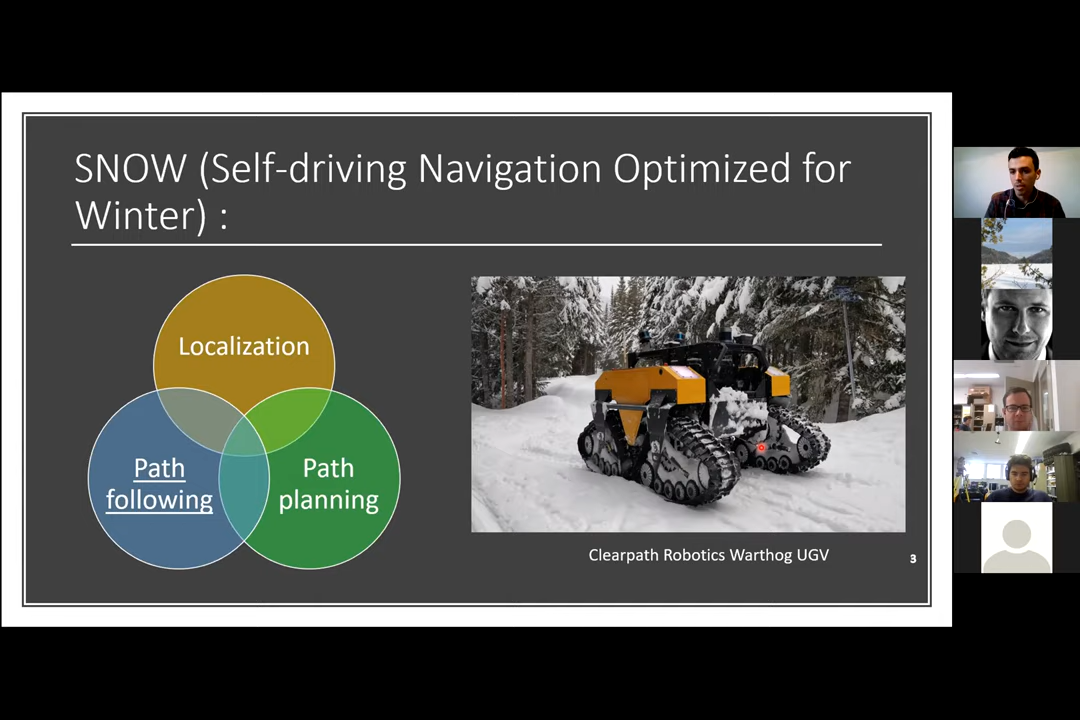 SNOW (Self-driving Navigation Optimized for
Winter) :
Localization
Path
following
Path
planning
Clearpath Robotics Warthog UGV
3